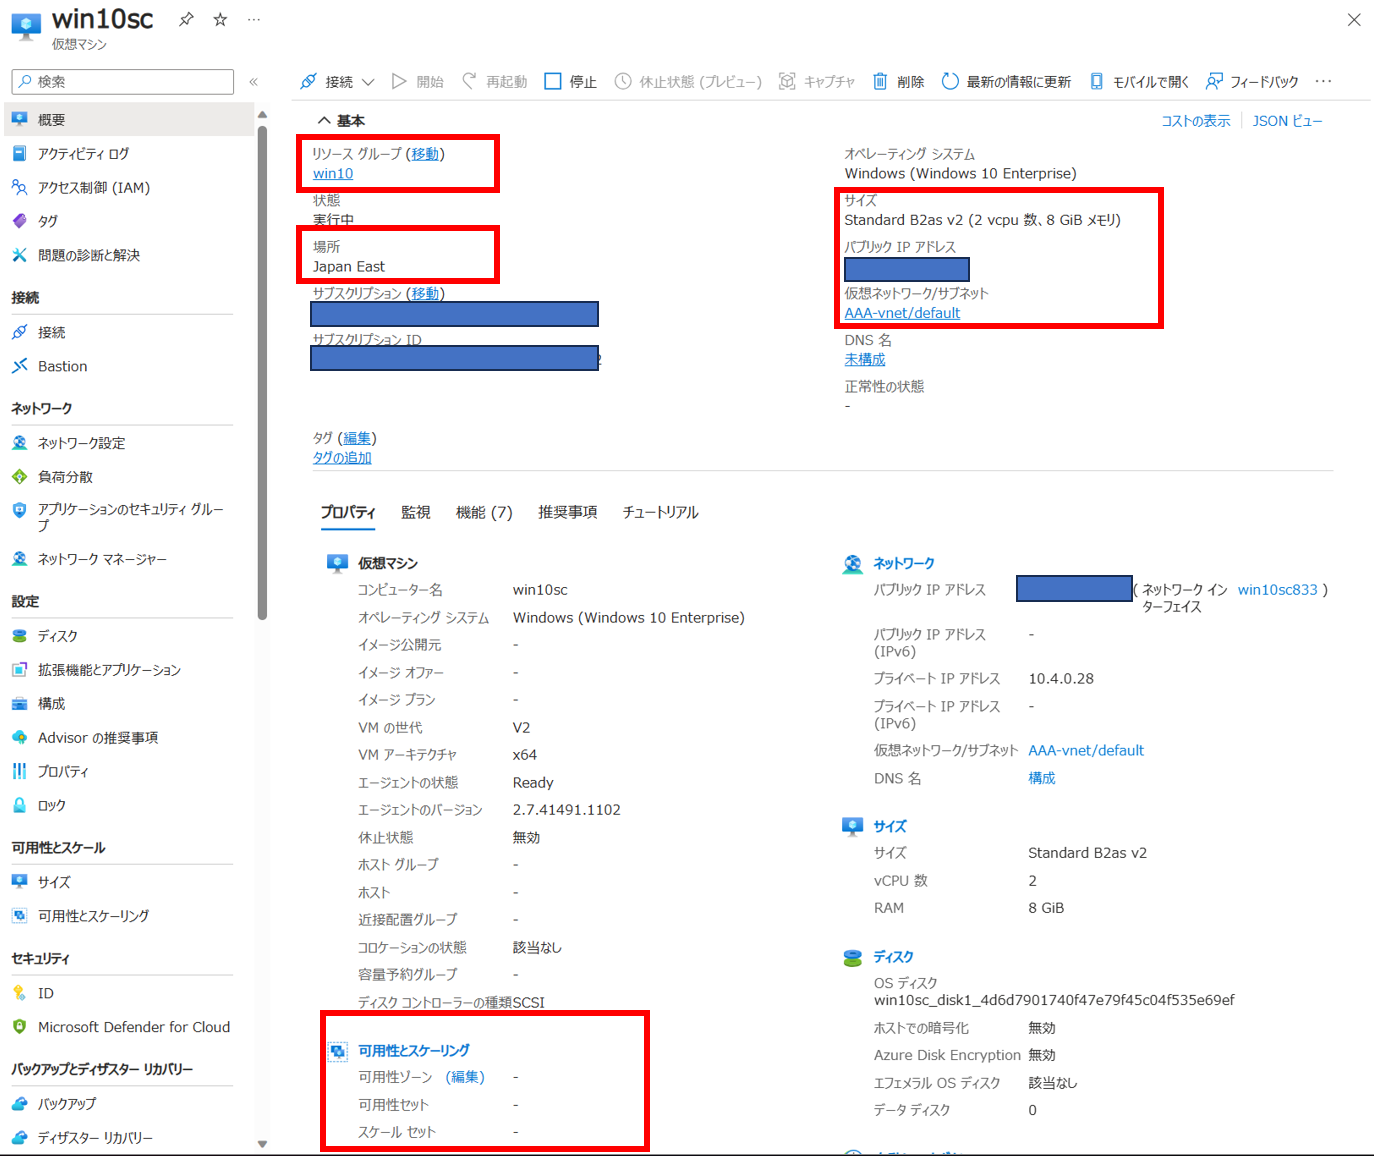 win10sc
仮想マシン
検索
概要
アクティビティ ログ
アクセス制御 (IAM)
タグ
問題の診断と解決
接続
接続
Bastion
ネットワーク
ネットワーク設定
負荷分散
アプリケーションのセキュリティ グルー
プ
ネットワーク マネージャー
設定
ディスク
拡張機能とアプリケーション
構成
Advisor の推奨事項
プロパティ
ロック
可用性とスケール
サイズ
可用性とスケーリング
セキュリティ
ID
Microsoft Defender for Cloud
バックアップとディザスター リカバリー
バックアップ
ディザスター リカバリー
接続 開始 再起動 停止 休止状態 (プレビュー) キャプチャ 削除 最新の情報に更新 モバイルで開く フィードバック
基本
コストの表示 JSON ビュー
リソース グループ (移動)
win10
状態
実行中
場所
Japan East
サブスクリプション (移動)
サブスクリプション ID
オペレーティング システム
Windows (Windows 10 Enterprise)
サイズ
Standard B2as v2 (2 vcpu 数、8 GiB メモリ)
パブリック IP アドレス
仮想ネットワーク/サブネット
AAA-vnet/default
DNS 名
未構成
正常性の状態
-
タグ (編集)
タグの追加
プロパティ 監視 機能 (7) 推奨事項 チュートリアル
仮想マシン
コンピューター名 win10sc
オペレーティング システム Windows (Windows 10 Enterprise)
イメージ公開元 -
イメージ オファー -
イメージ プラン -
VM の世代 V2
VM アーキテクチャ x64
エージェントの状態 Ready
エージェントのバージョン 2.7.41491.1102
休止状態 無効
ホスト グループ -
ホスト -
近接配置グループ -
コロケーションの状態 該当なし
容量予約グループ -
ディスク コントローラーの種類 SCSI
可用性とスケーリング
可用性ゾーン (編集) -
可用性セット -
スケール セット -
ネットワーク
パブリック IP アドレス ( ネットワーク イン win10sc833 )
ターフェイス
パブリック IP アドレス -
(IPv6)
プライベート IP アドレス 10.4.0.28
プライベート IP アドレス -
(IPv6)
仮想ネットワーク/サブネット AAA-vnet/default
DNS 名 構成
サイズ
サイズ Standard B2as v2
vCPU 数 2
RAM 8 GiB
ディスク
OS ディスク
win10sc_disk1_4d6d7901740f47e79f45c04f535e69ef
ホストでの暗号化 無効
Azure Disk Encryption 無効
エフェメラル OS ディスク 該当なし
データ ディスク 0